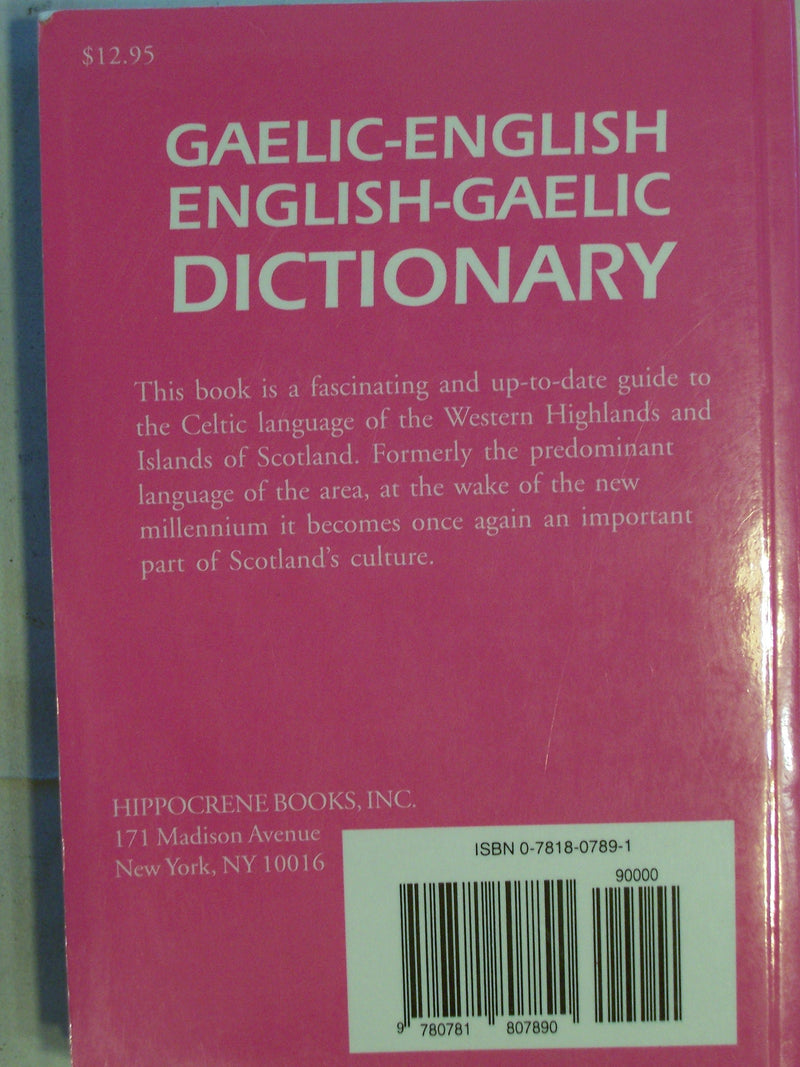 $12.95
GAELIC-ENGLISH
ENGLISH-GAELIC
DICTIONARY
This book is a fascinating and up-to-date guide to
the Celtic language of the Western Highlands and
Islands of Scotland. Formerly the predominant
language of the area, at the wake of the new
millennium it becomes once again an important
part of Scotland's culture.
HIPPOCRENE BOOKS, INC.
171 Madison Avenue
New York, NY 10016
ISBN 0-7818-0789-1
90000
9 780781 807890